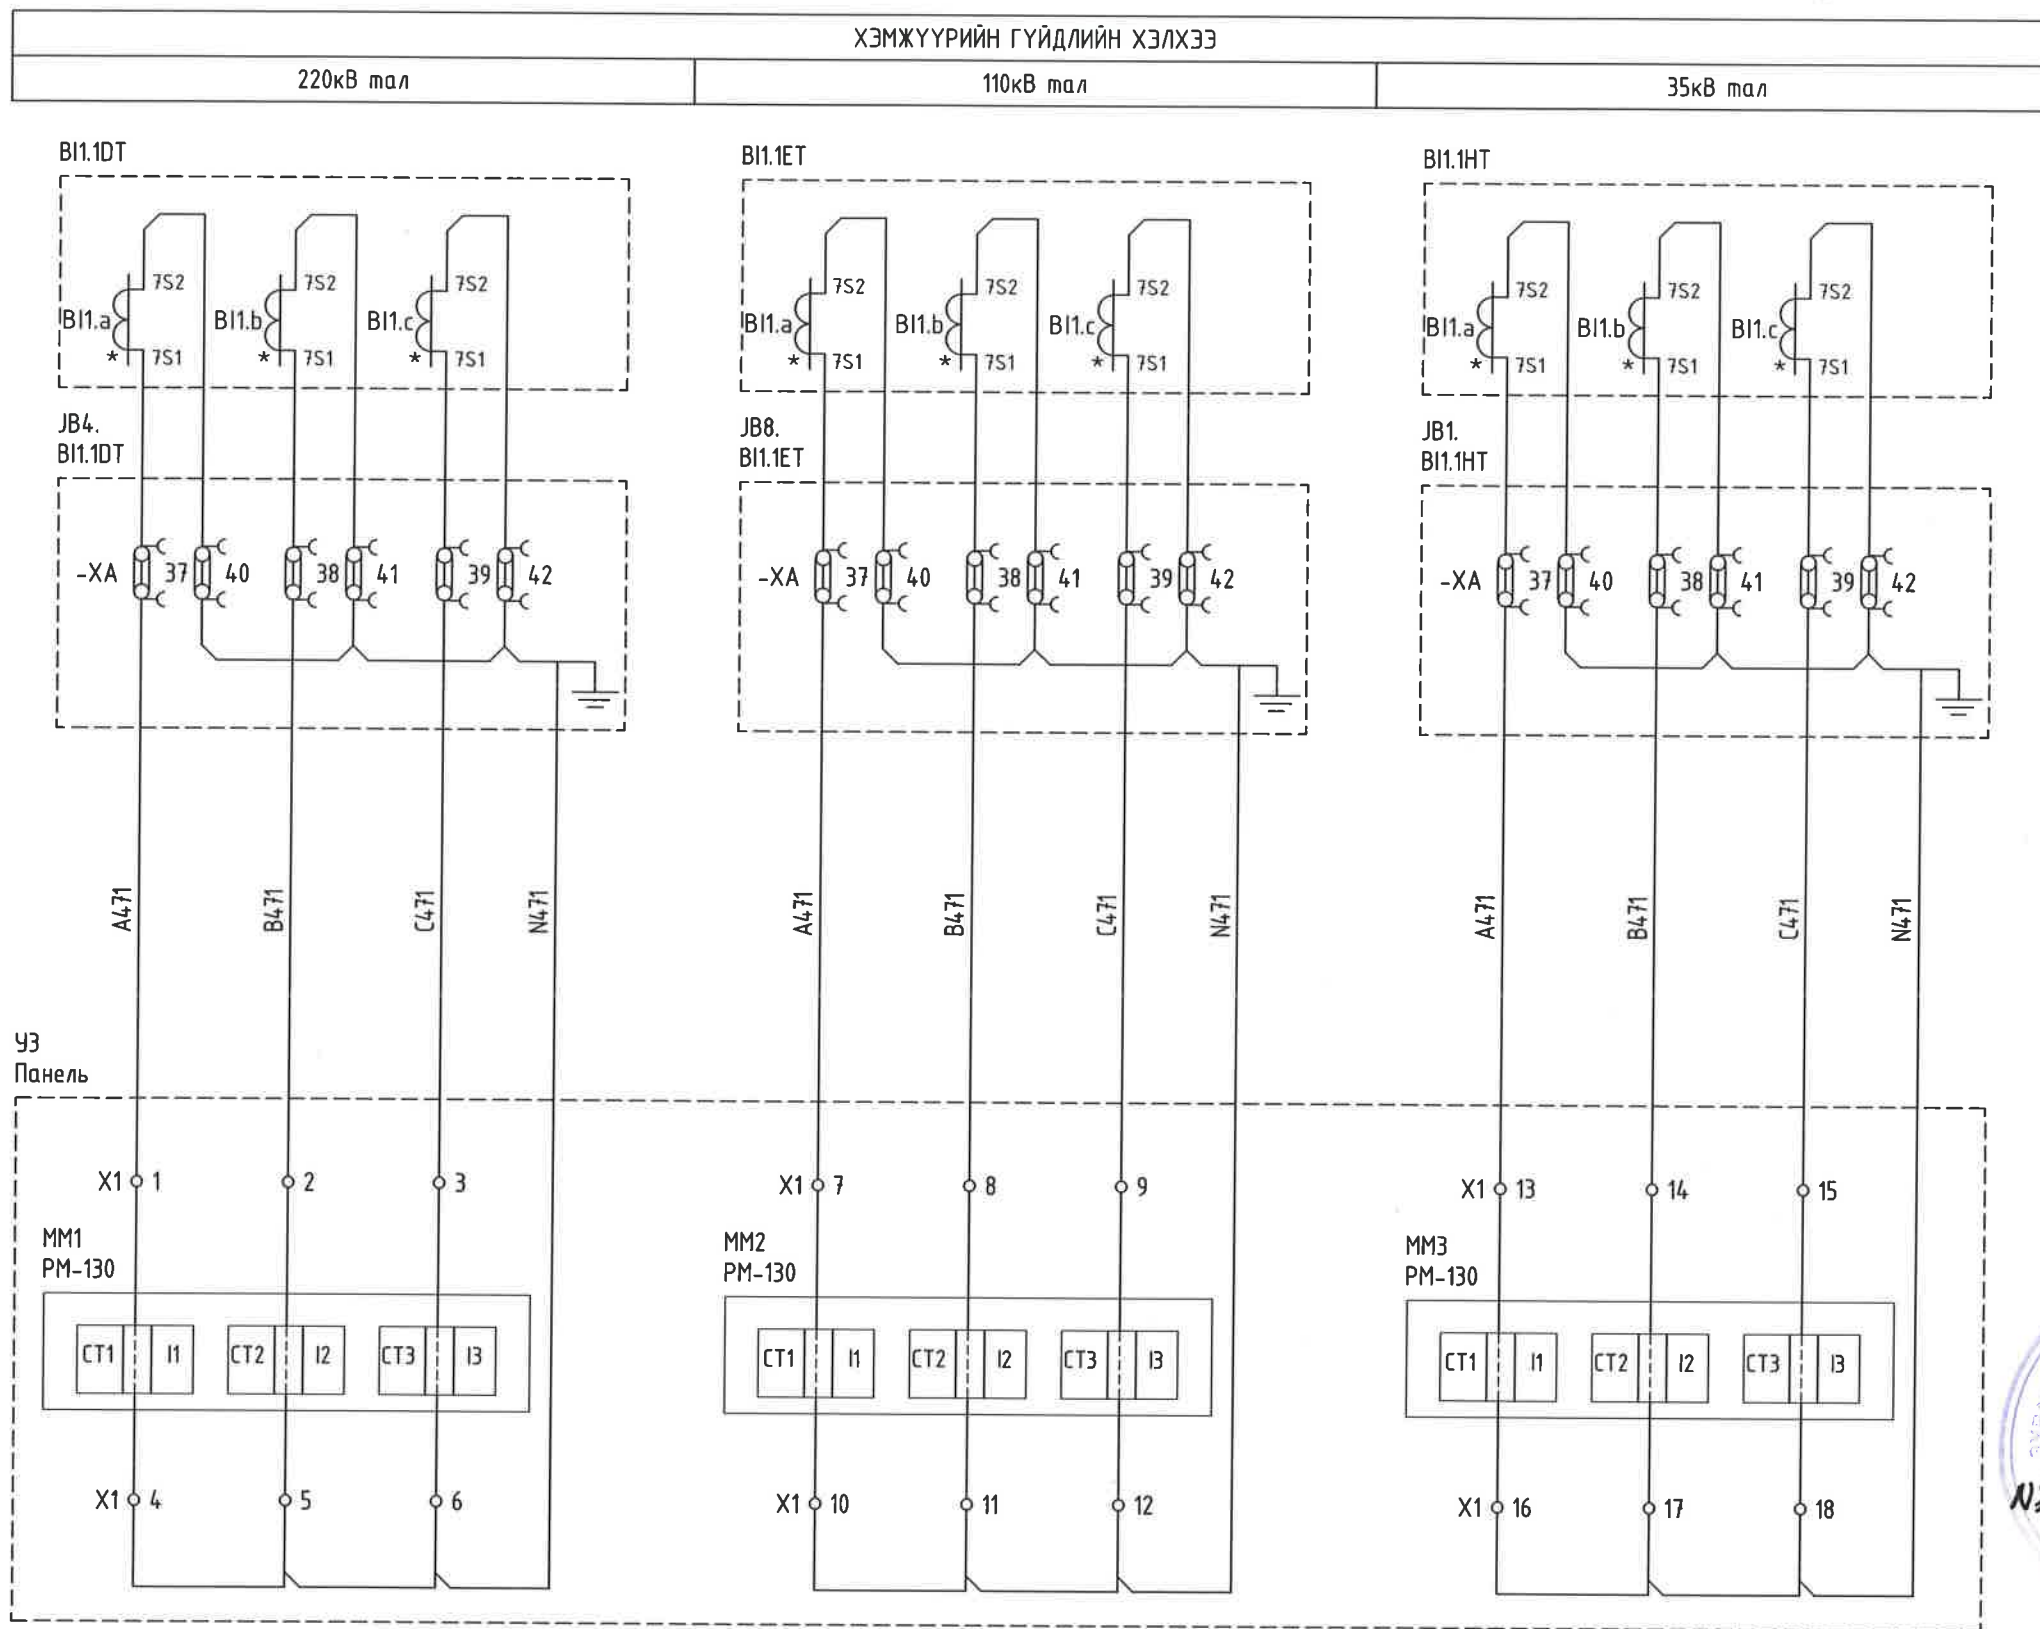 ХЭМЖҮҮРИЙН ГҮЙДЛИЙН ХЭЛХЭЭ
220кВ тал 110кВ тал 35кВ тал
BI1.1DT BI1.1ET BI1.1HT
7S2 7S2 7S2 7S2 7S2 7S2 7S2 7S2 7S2
BI1.a BI1.b BI1.c BI1.a BI1.b BI1.c BI1.a BI1.b BI1.c
* 7S1 * 7S1 * 7S1 * 7S1 * 7S1 * 7S1 * 7S1 * 7S1 * 7S1
JB4. JB8. JB1.
BI1.1DT BI1.1ET BI1.1HT
-XA 37 40 38 41 39 42 -XA 37 40 38 41 39 42 -XA 37 40 38 41 39 42
A471 B471 C471 N471 A471 B471 C471 N471 A471 B471 C471 N471
УЗ
Панель
X1 1 2 3 X1 7 8 9 X1 13 14 15
MM1 MM2 MM3
PM-130 PM-130 PM-130
CT1 I1 CT2 I2 CT3 I3 CT1 I1 CT2 I2 CT3 I3 CT1 I1 CT2 I2 CT3 I3
X1 4 5 6 X1 10 11 12 X1 16 17 18